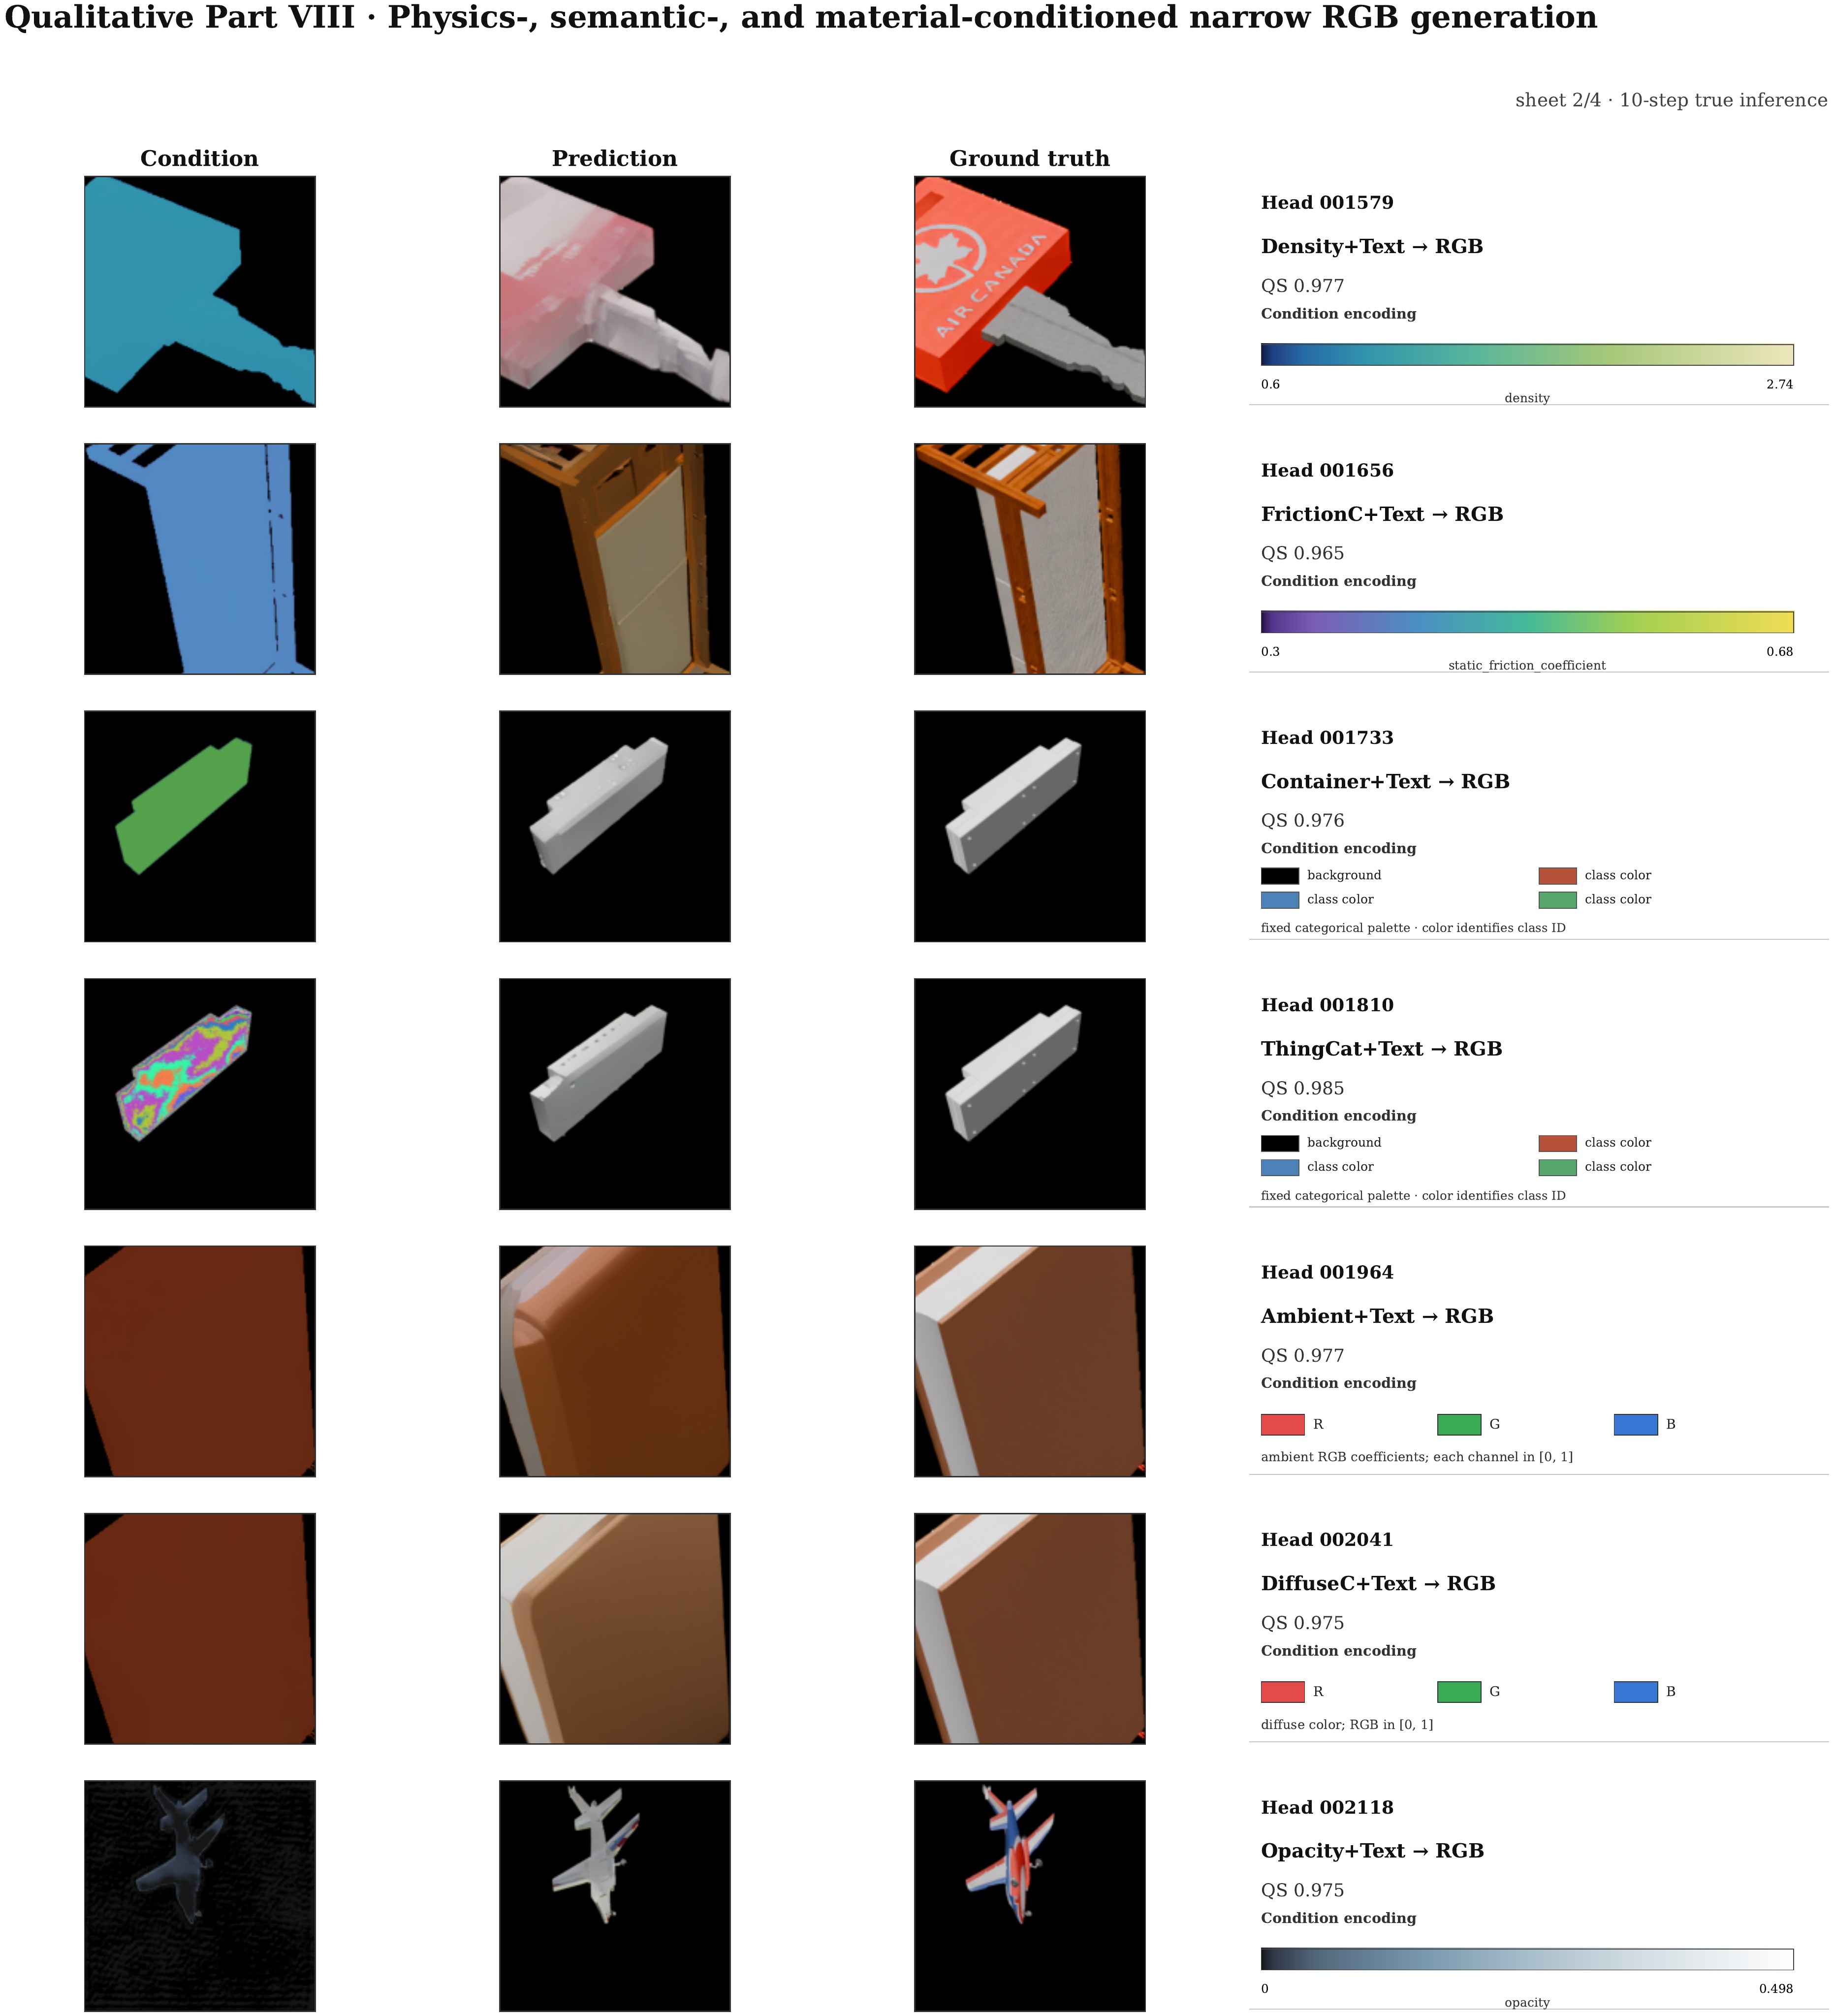 Qualitative Part VIII · Physics-, semantic-, and material-conditioned narrow RGB generation
sheet 2/4 · 10-step true inference
Condition Prediction Ground truth
AIR CANADA
Head 001579
Density+Text → RGB
QS 0.977
Condition encoding
0.6 2.74
density
Head 001656
FrictionC+Text → RGB
QS 0.965
Condition encoding
0.3 0.68
static_friction_coefficient
Head 001733
Container+Text → RGB
QS 0.976
Condition encoding
background class color
class color class color
fixed categorical palette · color identifies class ID
Head 001810
ThingCat+Text → RGB
QS 0.985
Condition encoding
background class color
class color class color
fixed categorical palette · color identifies class ID
Head 001964
Ambient+Text → RGB
QS 0.977
Condition encoding
R G B
ambient RGB coefficients; each channel in [0, 1]
Head 002041
DiffuseC+Text → RGB
QS 0.975
Condition encoding
R G B
diffuse color; RGB in [0, 1]
Head 002118
Opacity+Text → RGB
QS 0.975
Condition encoding
0 0.498
opacity